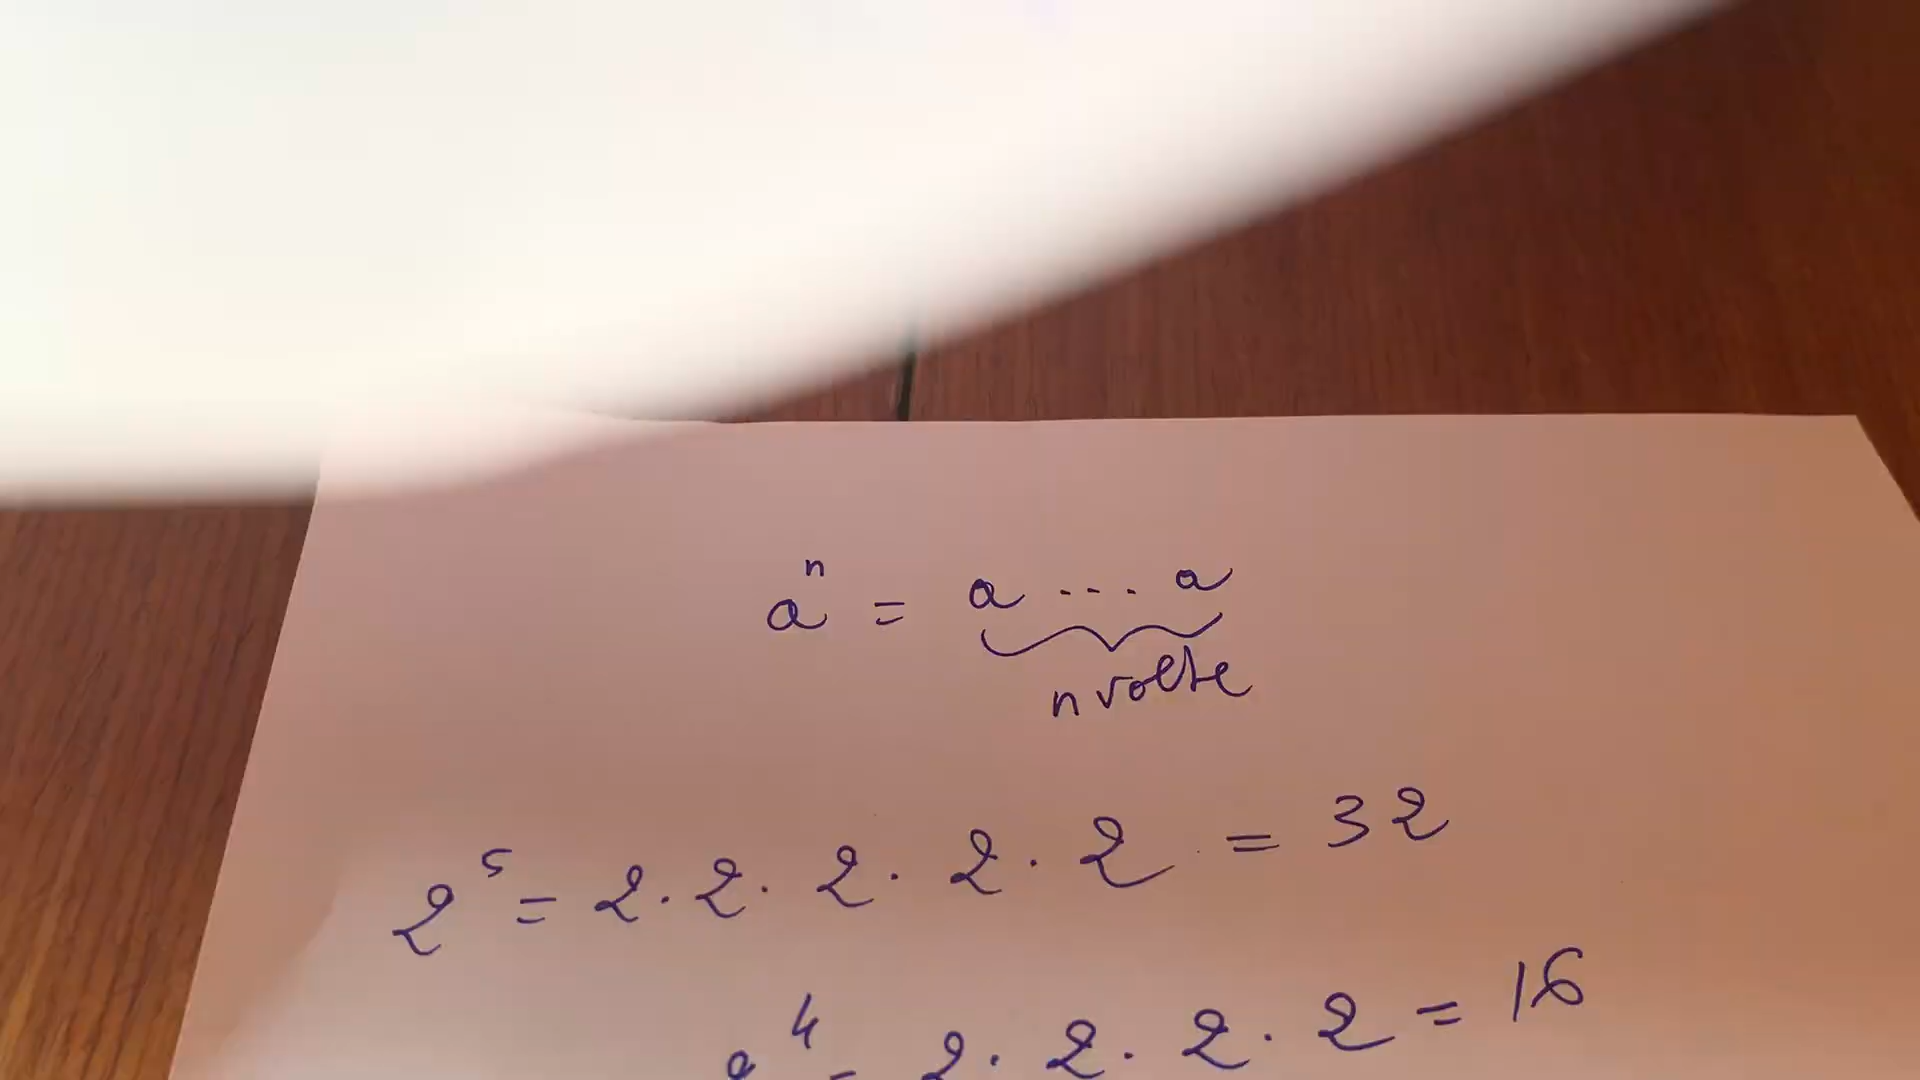 aⁿ = a .... a
n volte
2⁵ = 2 · 2 · 2 · 2 · 2 = 32
2⁴ = 2 · 2 · 2 · 2 = 16